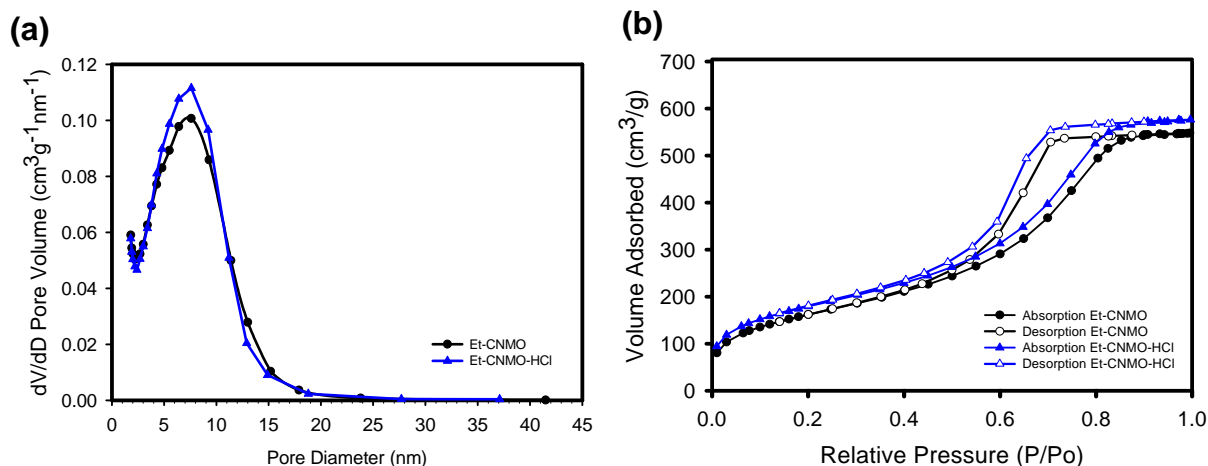 (a)
dV/dD Pore Volume (cm³g⁻¹nm⁻¹)
0.12
0.10
0.08
0.06
0.04
0.02
0.00
0 5 10 15 20 25 30 35 40 45
Pore Diameter (nm)
Et-CNMO
Et-CNMO-HCl
(b)
Volume Adsorbed (cm³/g)
700
600
500
400
300
200
100
0
0.0 0.2 0.4 0.6 0.8 1.0
Relative Pressure (P/Po)
Absorption Et-CNMO
Desorption Et-CNMO
Absorption Et-CNMO-HCl
Desorption Et-CNMO-HCl